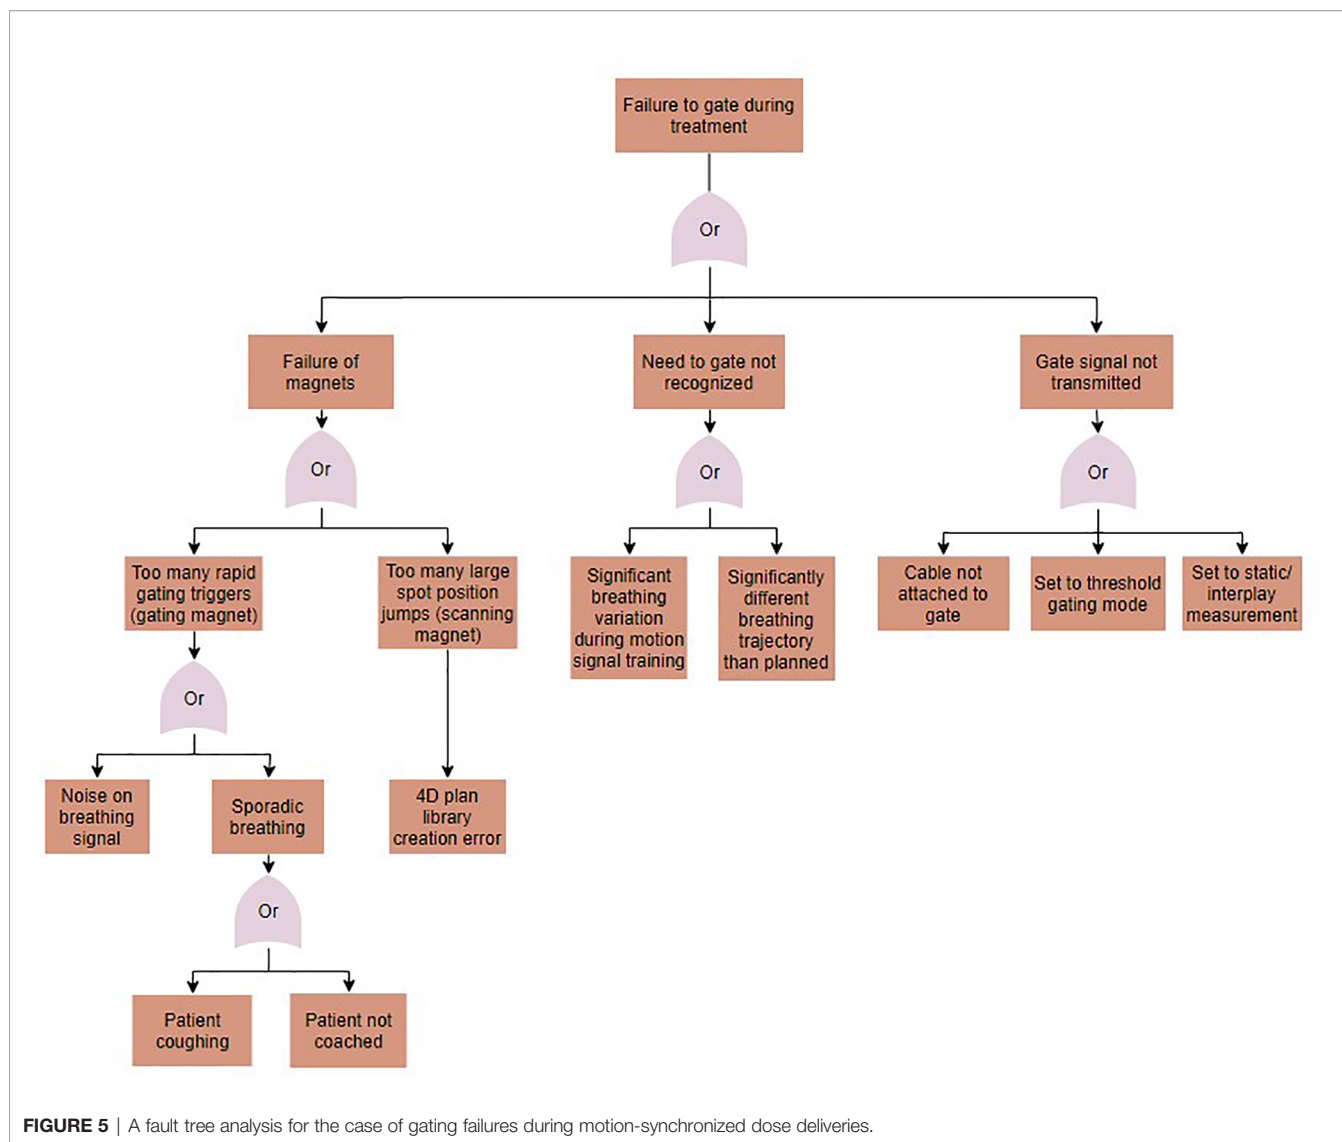 Failure to gate during
treatment
Or
Failure of
magnets
Need to gate not
recognized
Gate signal not
transmitted
Or
Or
Or
Too many rapid
gating triggers
(gating magnet)
Too many large
spot position
jumps (scanning
magnet)
Significant
breathing
variation
during motion
signal training
Significantly
different
breathing
trajectory
than planned
Cable not
attached to
gate
Set to threshold
gating mode
Set to static/
interplay
measurement
Or
Noise on
breathing
signal
Sporadic
breathing
4D plan
library
creation error
Or
Patient
coughing
Patient not
coached
FIGURE 5 | A fault tree analysis for the case of gating failures during motion-synchronized dose deliveries.